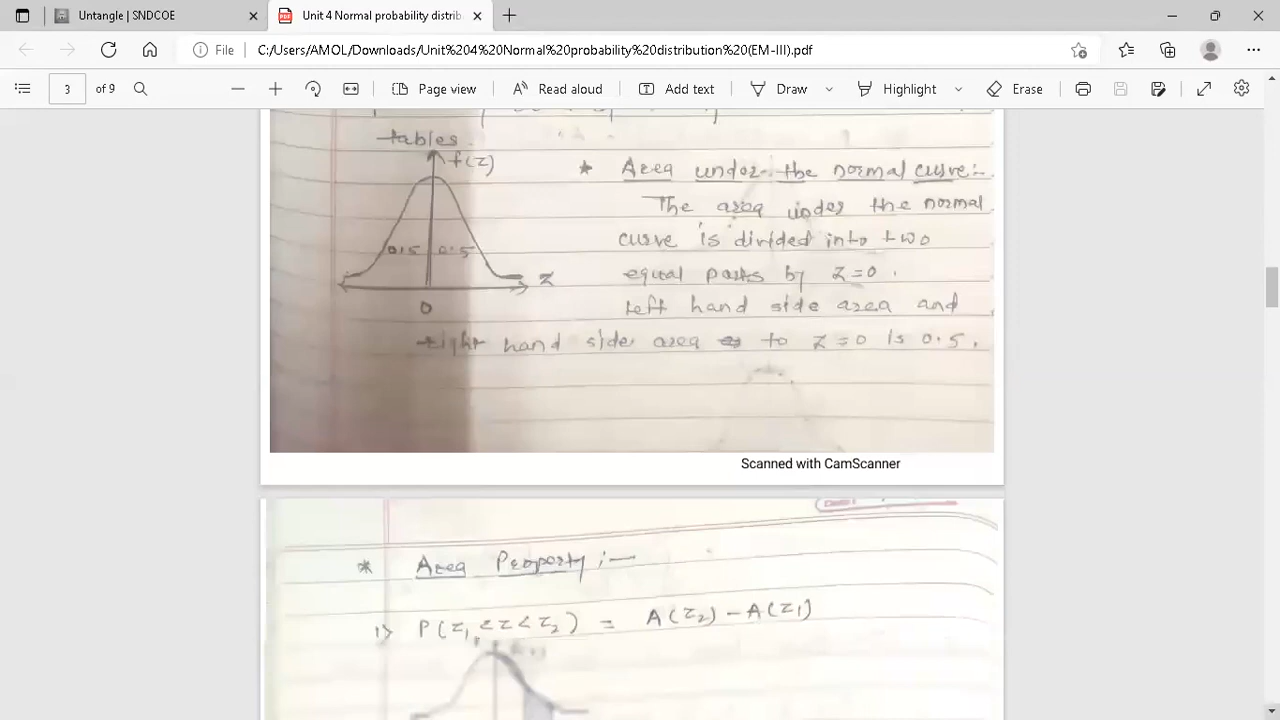 Untangle | SNDCOE
Unit 4 Normal probability distrib
File
C:/Users/AMOL/Downloads/Unit%204%20Normal%20probability%20distribution%20(EM-III).pdf
3 of 9
Page view
Read aloud
Add text
Draw
Highlight
Erase
tables.
f(z)
* Area under the normal curve:-
The area under the normal
curve is divided into two
0.5 0.5
equal parts by z=0.
z
0
left hand side area and
right hand side area to z=0 is 0.5.
Scanned with CamScanner
* Area Property :-
1> P(z₁ < z < z₂) = A(z₂) - A(z₁)